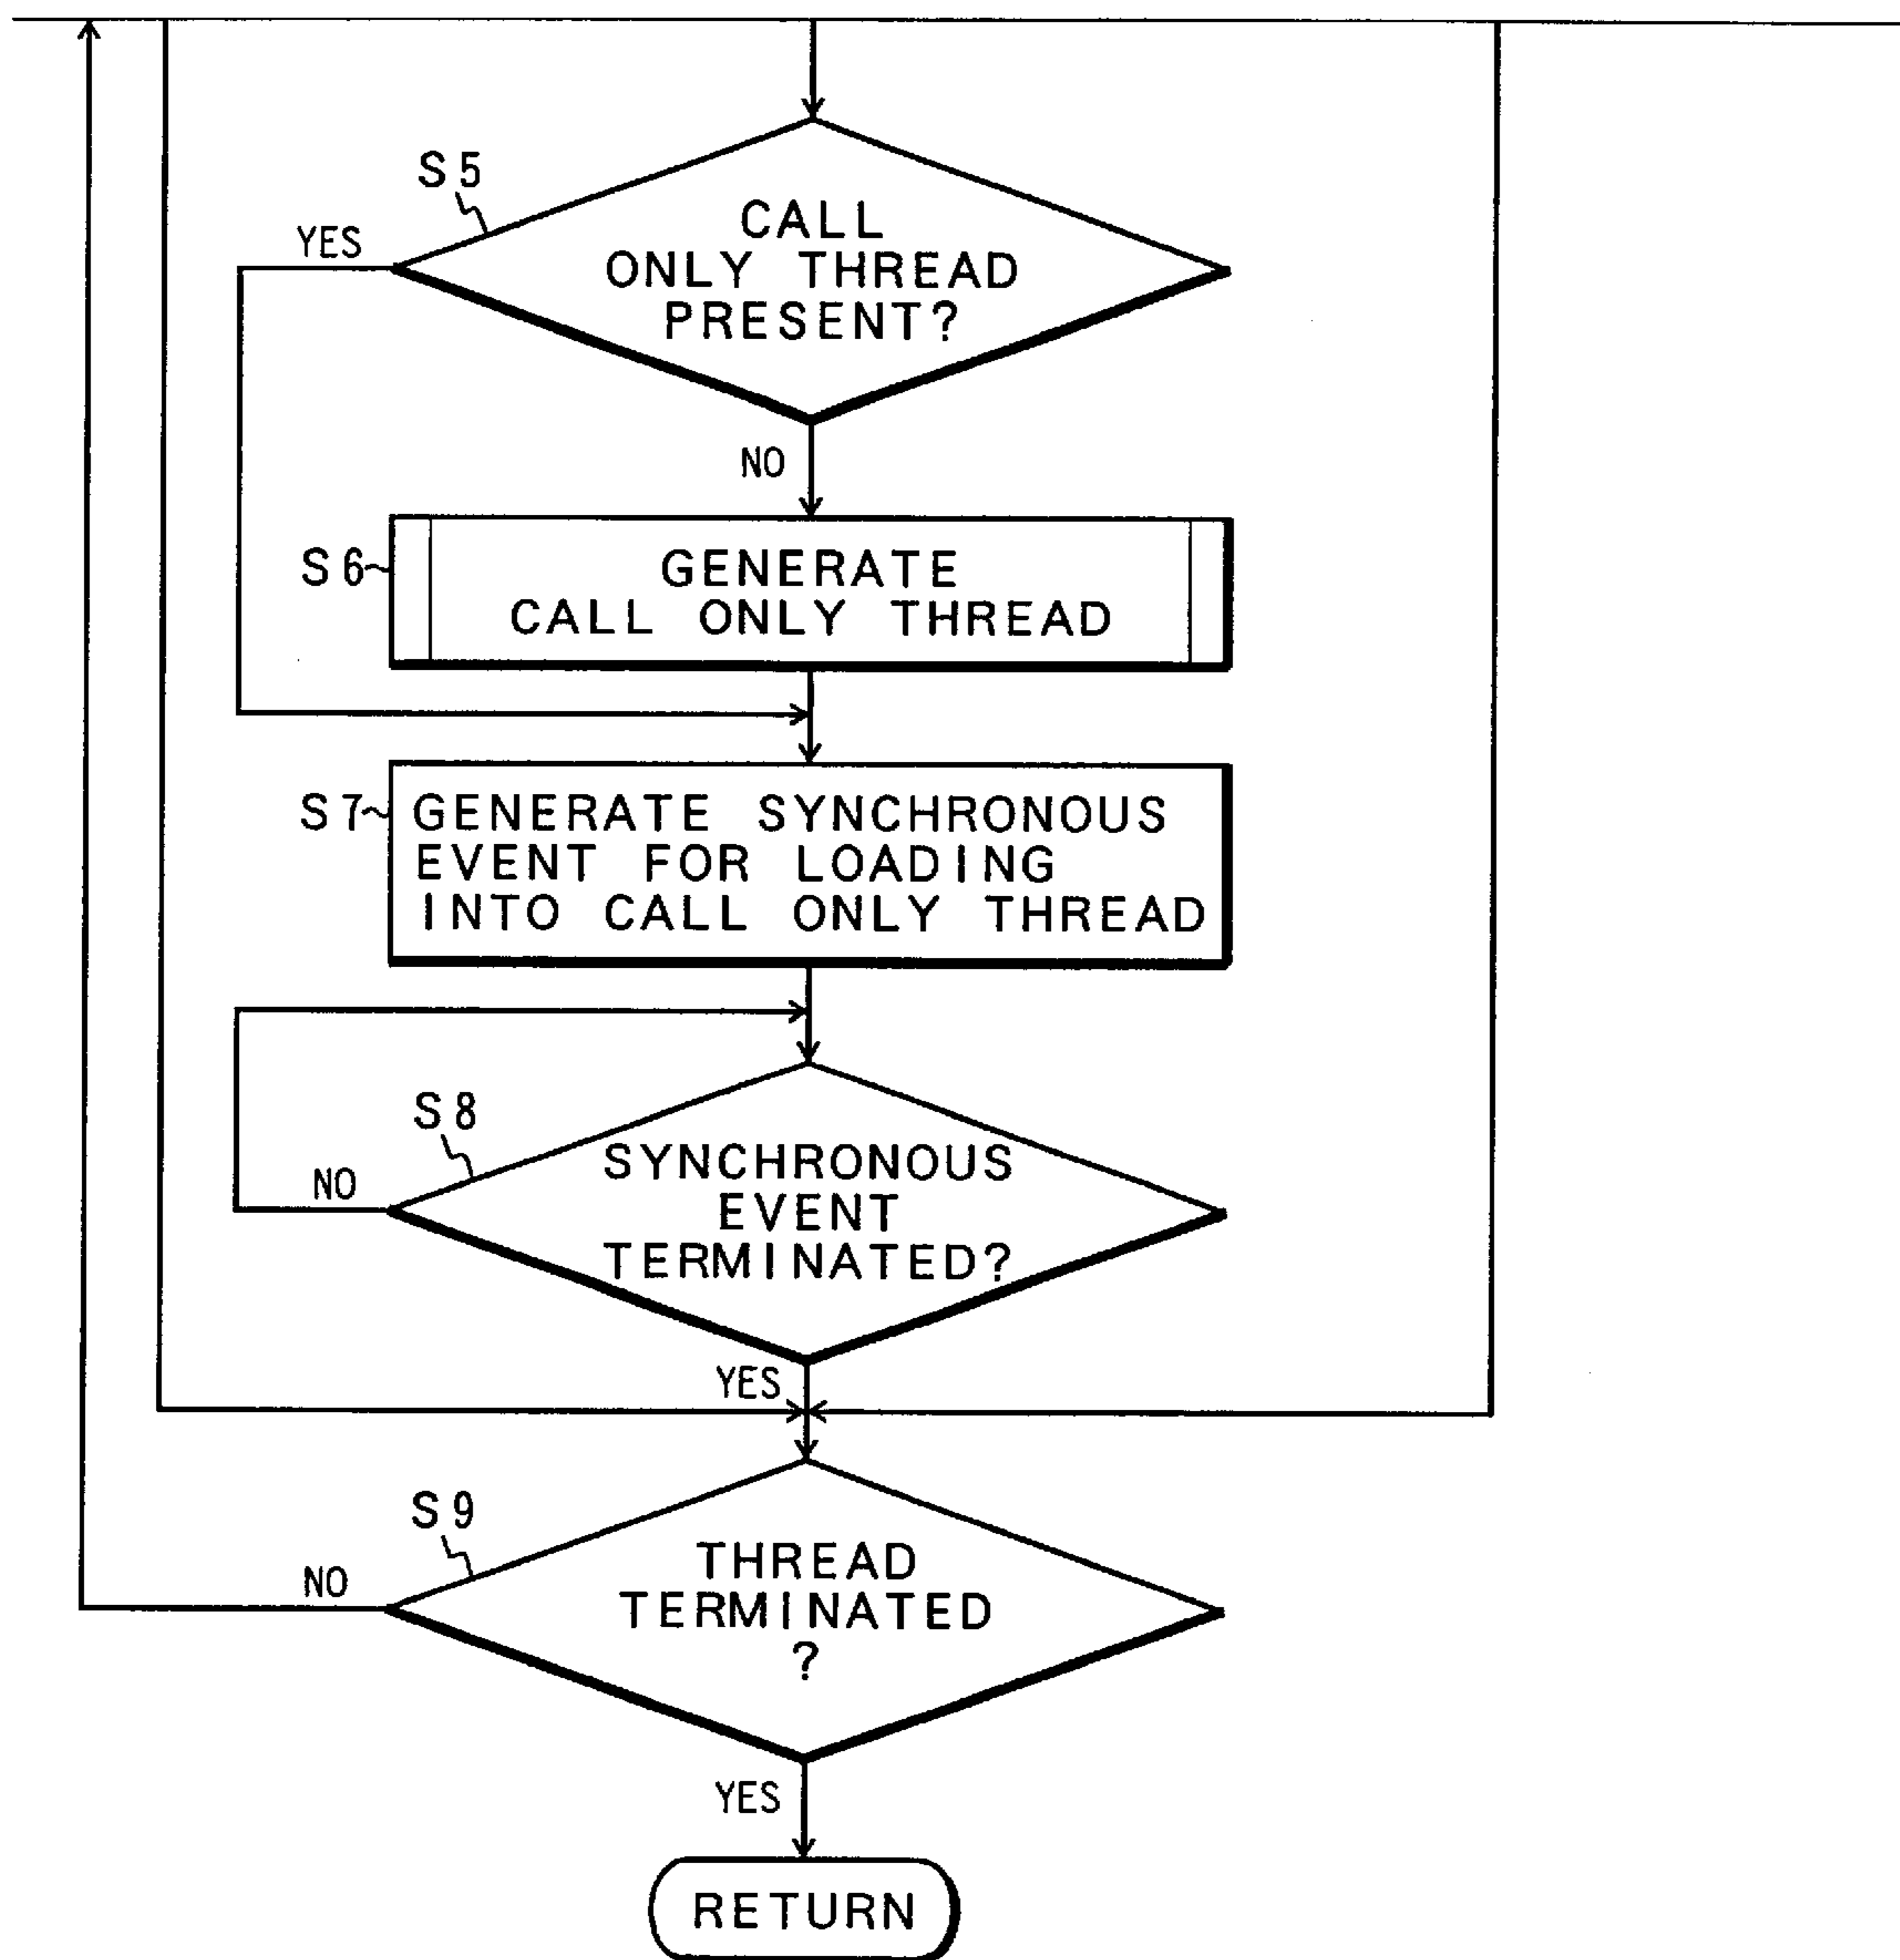 S5
YES
CALL
ONLY THREAD
PRESENT?
NO
S6
GENERATE
CALL ONLY THREAD
S7
GENERATE SYNCHRONOUS
EVENT FOR LOADING
INTO CALL ONLY THREAD
S8
NO
SYNCHRONOUS
EVENT
TERMINATED?
YES
S9
NO
THREAD
TERMINATED
?
YES
RETURN